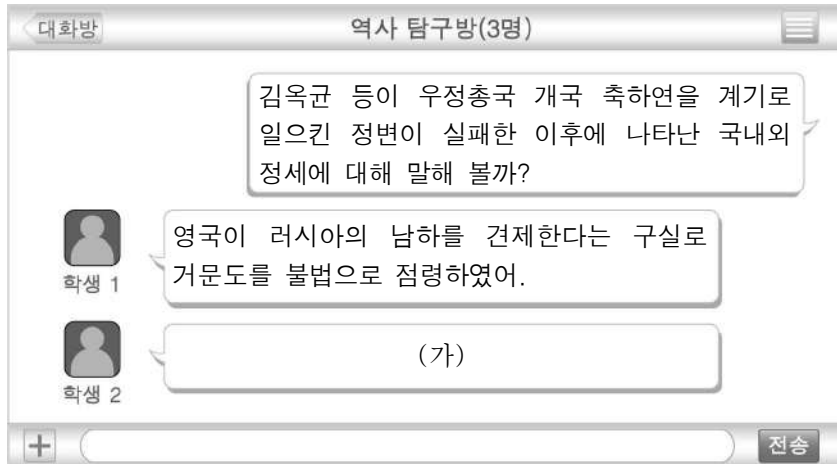 대화방
역사 탐구방(3명)
김옥균 등이 우정총국 개국 축하연을 계기로
일으킨 정변이 실패한 이후에 나타난 국내외
정세에 대해 말해 볼까?
영국이 러시아의 남하를 견제한다는 구실로
거문도를 불법으로 점령하였어.
학생 1
(가)
학생 2
전송